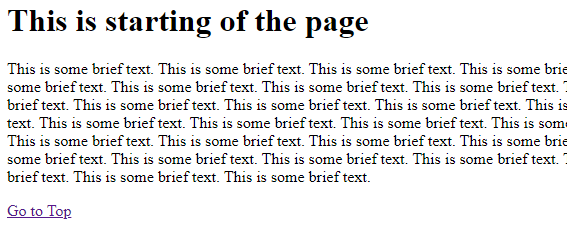 This is starting of the page
This is some brief text. This is some brief text. This is some brief text. This is some brie
some brief text. This is some brief text. This is some brief text. This is some brief text.
brief text. This is some brief text. This is some brief text. This is some brief text. This is
text. This is some brief text. This is some brief text. This is some brief text. This is som
This is some brief text. This is some brief text. This is some brief text. This is some brief
some brief text. This is some brief text. This is some brief text. This is some brief text.
brief text. This is some brief text. This is some brief text.
Go to Top